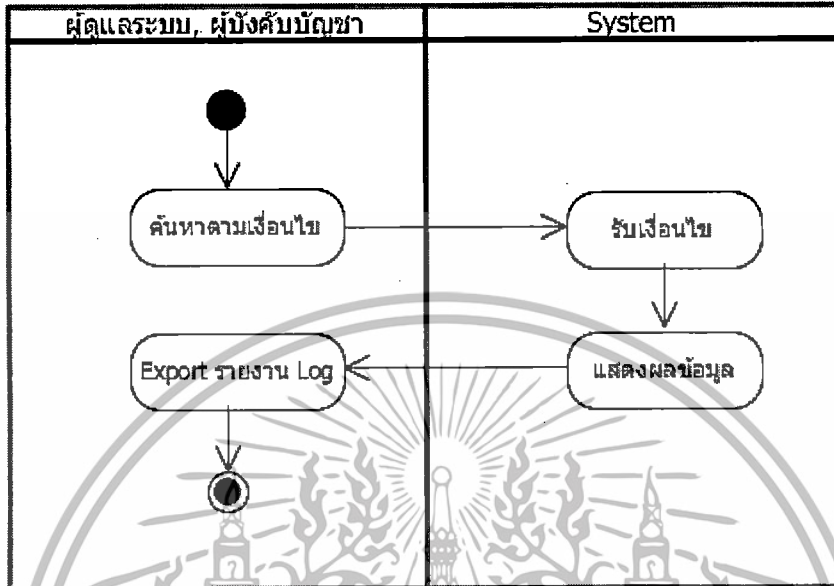 ผู้ดูแลระบบ, ผู้บังคับบัญชา
System
ค้นหาตามเงื่อนไข
รับเงื่อนไข
Export รายงาน Log
แสดงผลข้อมูล